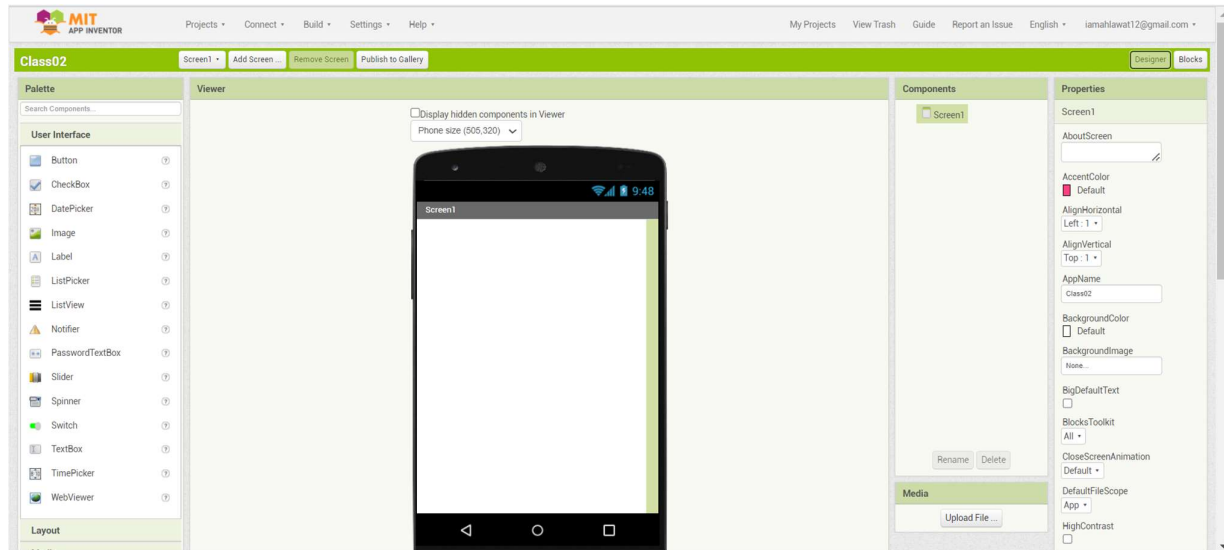 MIT
APP INVENTOR
Projects Connect Build Settings Help
My Projects View Trash Guide Report an Issue English iamahlawat12@gmail.com
Class02
Screen1 Add Screen ... Remove Screen Publish to Gallery
Designer Blocks
Palette
Search Components...
User Interface
Button
CheckBox
DatePicker
Image
Label
ListPicker
ListView
Notifier
PasswordTextBox
Slider
Spinner
Switch
TextBox
TimePicker
WebViewer
Layout
Viewer
Display hidden components in Viewer
Phone size (505,320)
9:48
Screen1
Components
Screen1
Rename Delete
Media
Upload File ...
Properties
Screen1
AboutScreen
AccentColor
Default
AlignHorizontal
Left : 1
AlignVertical
Top : 1
AppName
Class02
BackgroundColor
Default
BackgroundImage
None...
BigDefaultText
BlocksToolkit
All
CloseScreenAnimation
Default
DefaultFileScope
App
HighContrast